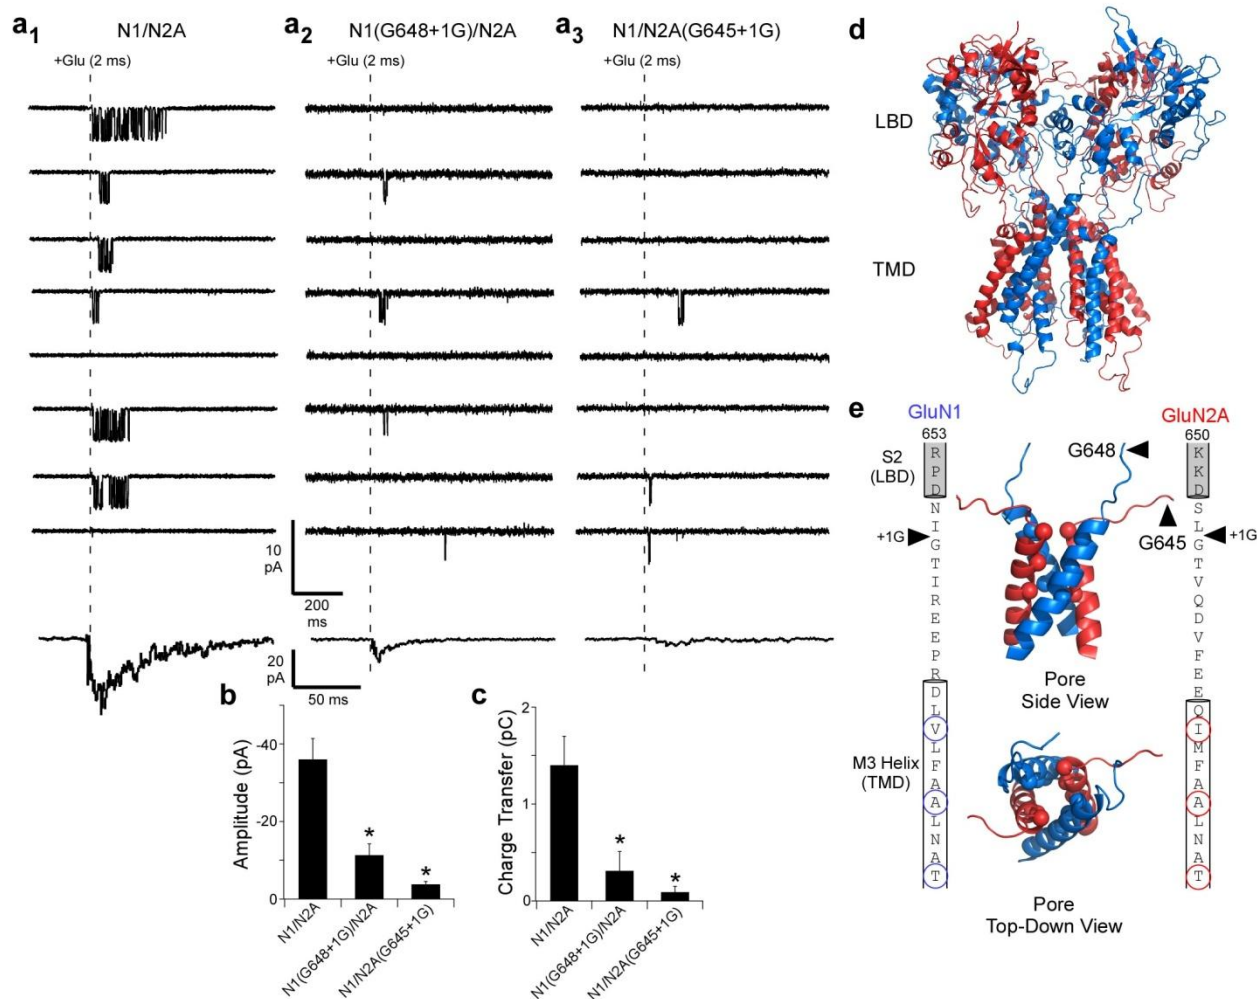 a1 N1/N2A
+Glu (2 ms)
a2 N1(G648+1G)/N2A
+Glu (2 ms)
a3 N1/N2A(G645+1G)
+Glu (2 ms)
10
pA
200
ms
20
pA
50 ms
b
Amplitude (pA)
-40
-20
0
*
*
N1/N2A
N1(G648+1G)/N2A
N1/N2A(G645+1G)
c
Charge Transfer (pC)
2
1
0
*
*
N1/N2A
N1(G648+1G)/N2A
N1/N2A(G645+1G)
d
LBD
TMD
e
GluN1
653
S2
(LBD)
R
P
D
N
I
G
T
I
R
E
E
P
R
D
L
V
L
F
A
A
L
N
A
T
+1G
M3 Helix
(TMD)
G648
G645
Pore
Side View
Pore
Top-Down View
GluN2A
650
K
K
D
S
L
G
T
V
Q
D
V
F
E
E
Q
I
M
F
A
A
L
N
A
T
+1G